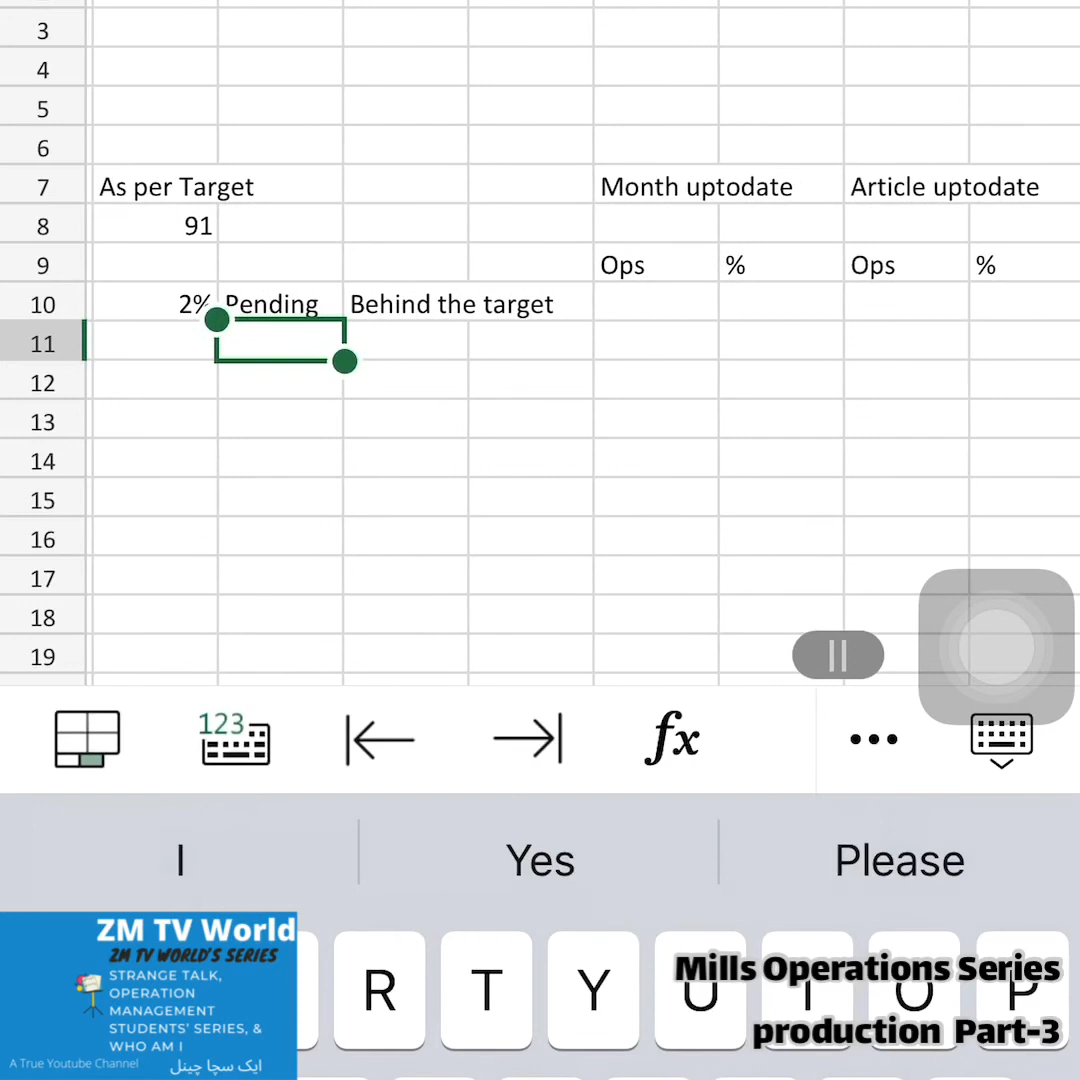 3
4
5
6
7 As per Target Month uptodate Article uptodate
8 91
9 Ops % Ops %
10 2% Pending Behind the target
11
12
13
14
15
16
17
18
19
123 fx
I Yes Please
R T Y U I O P
ZM TV World
ZM TV WORLD'S SERIES
STRANGE TALK,
OPERATION
MANAGEMENT
STUDENTS' SERIES, &
WHO AM I
A True Youtube Channel ایک سچا چینل
Mills Operations Series
production Part-3